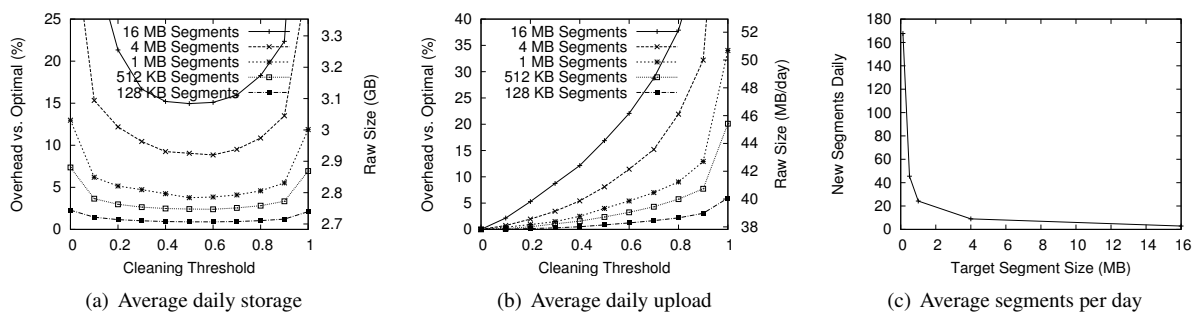 25
20
15
10
5
0
Overhead vs. Optimal (%)
16 MB Segments
4 MB Segments
1 MB Segments
512 KB Segments
128 KB Segments
3.3
3.2
3.1
3
2.9
2.8
2.7
Raw Size (GB)
0 0.2 0.4 0.6 0.8 1
Cleaning Threshold
(a) Average daily storage
40
35
30
25
20
15
10
5
0
Overhead vs. Optimal (%)
16 MB Segments
4 MB Segments
1 MB Segments
512 KB Segments
128 KB Segments
52
50
48
46
44
42
40
38
Raw Size (MB/day)
0 0.2 0.4 0.6 0.8 1
Cleaning Threshold
(b) Average daily upload
180
160
140
120
100
80
60
40
20
0
New Segments Daily
0 2 4 6 8 10 12 14 16
Target Segment Size (MB)
(c) Average segments per day